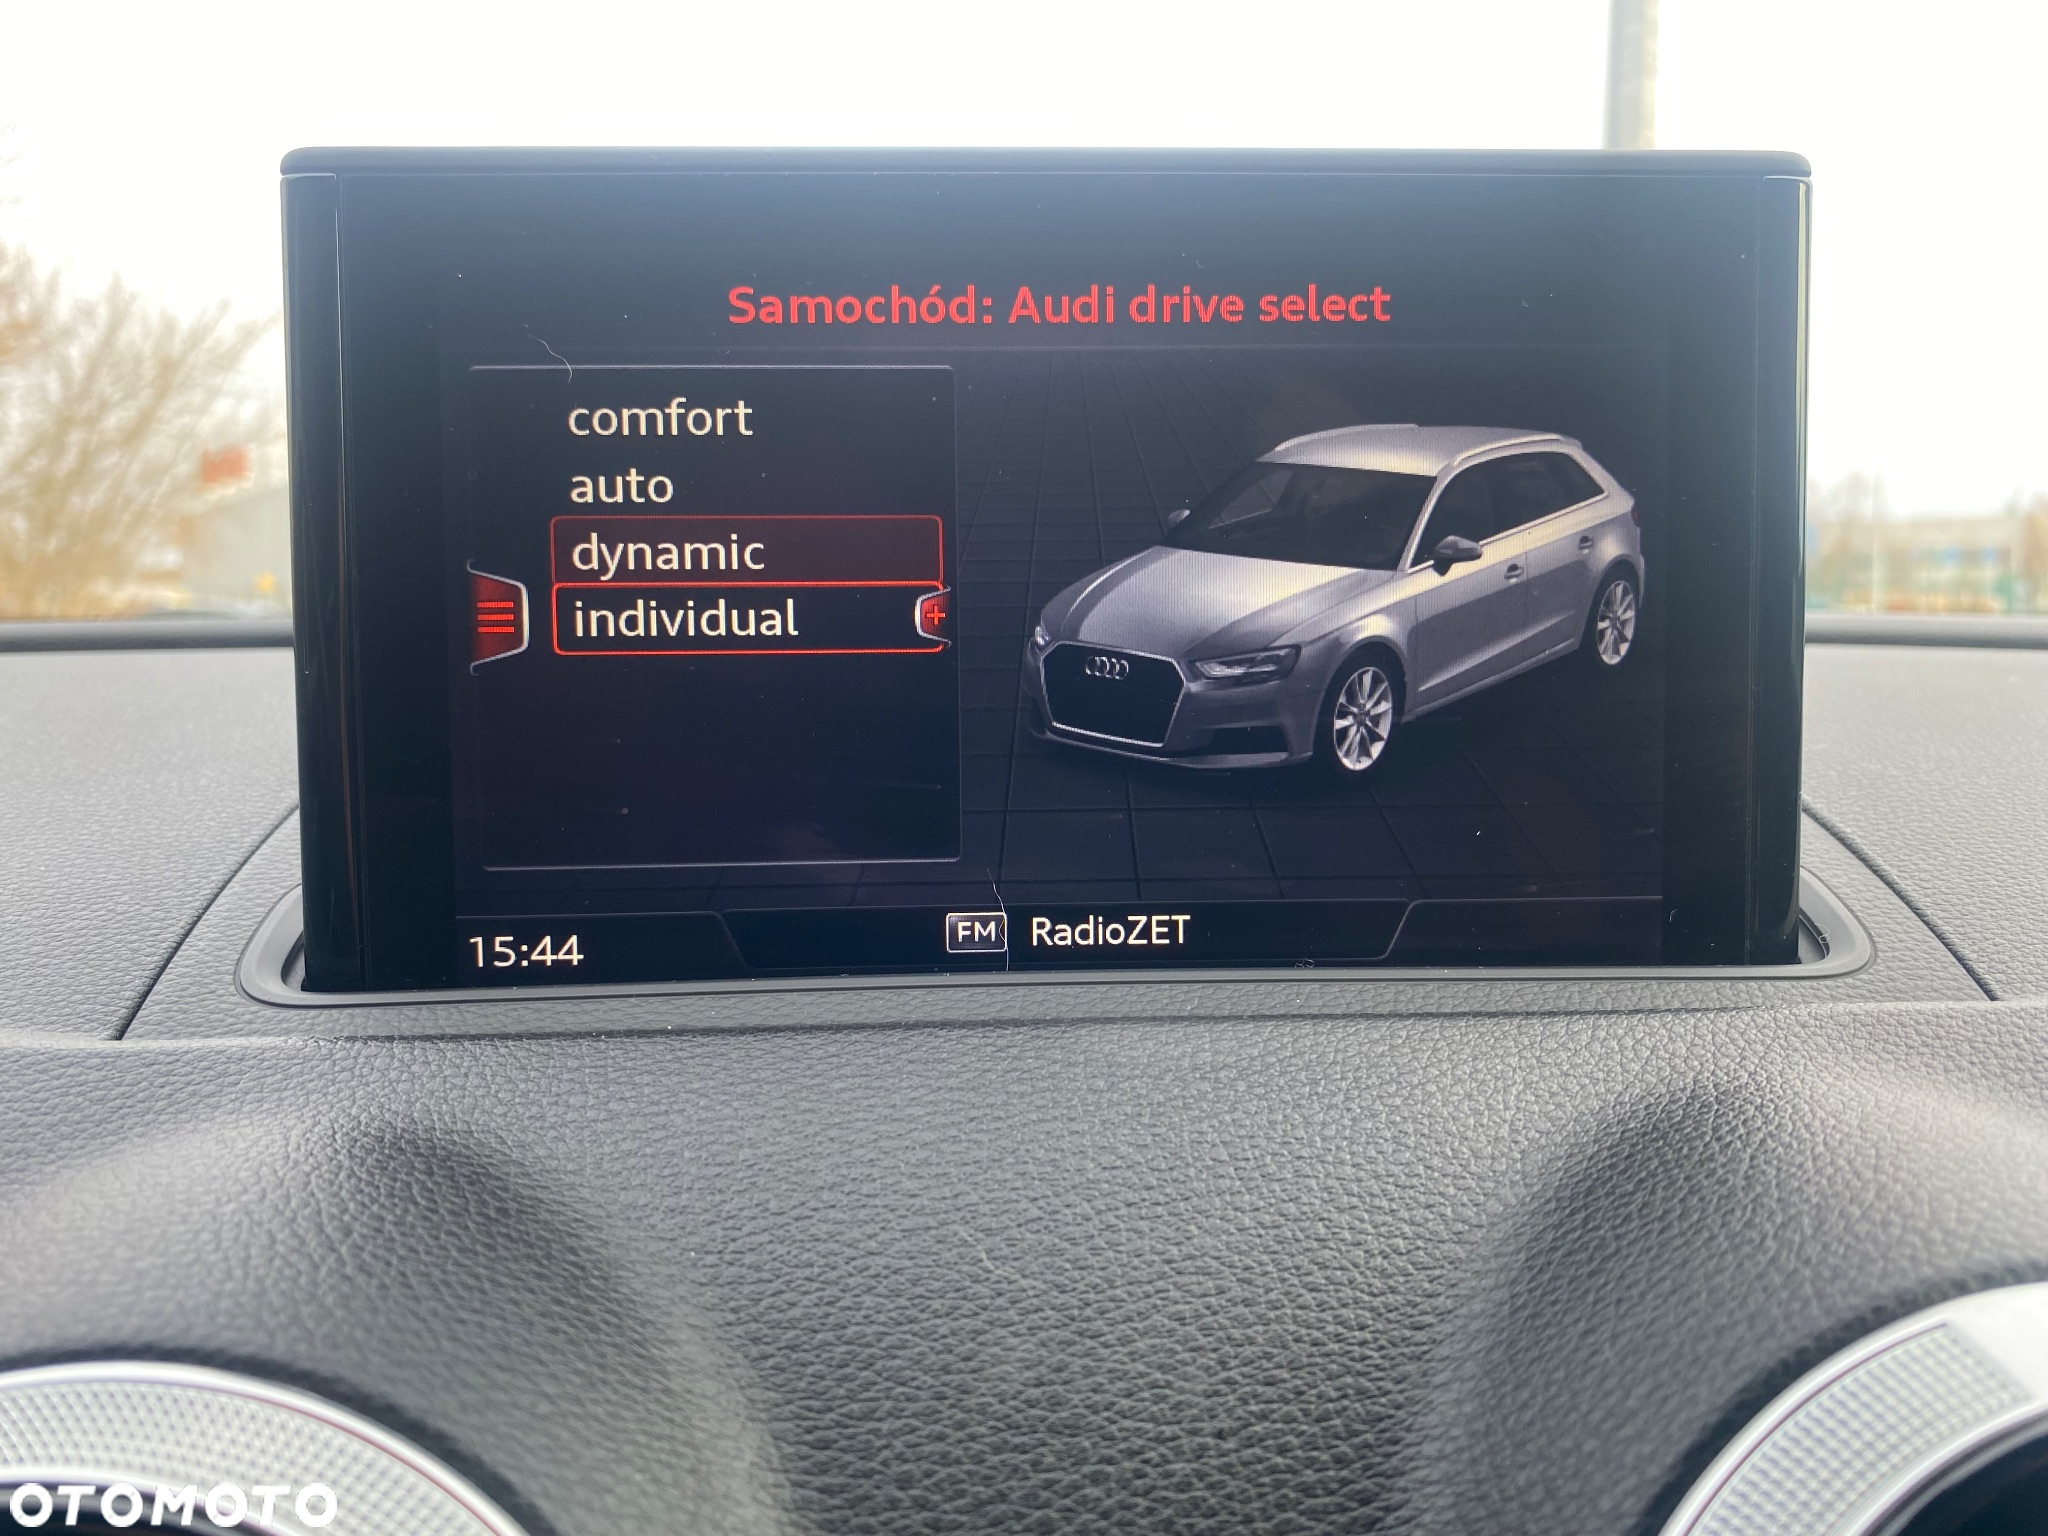 Samochód: Audi drive select
comfort
auto
dynamic
individual
15:44
FM RadioZET
OTOMOTO